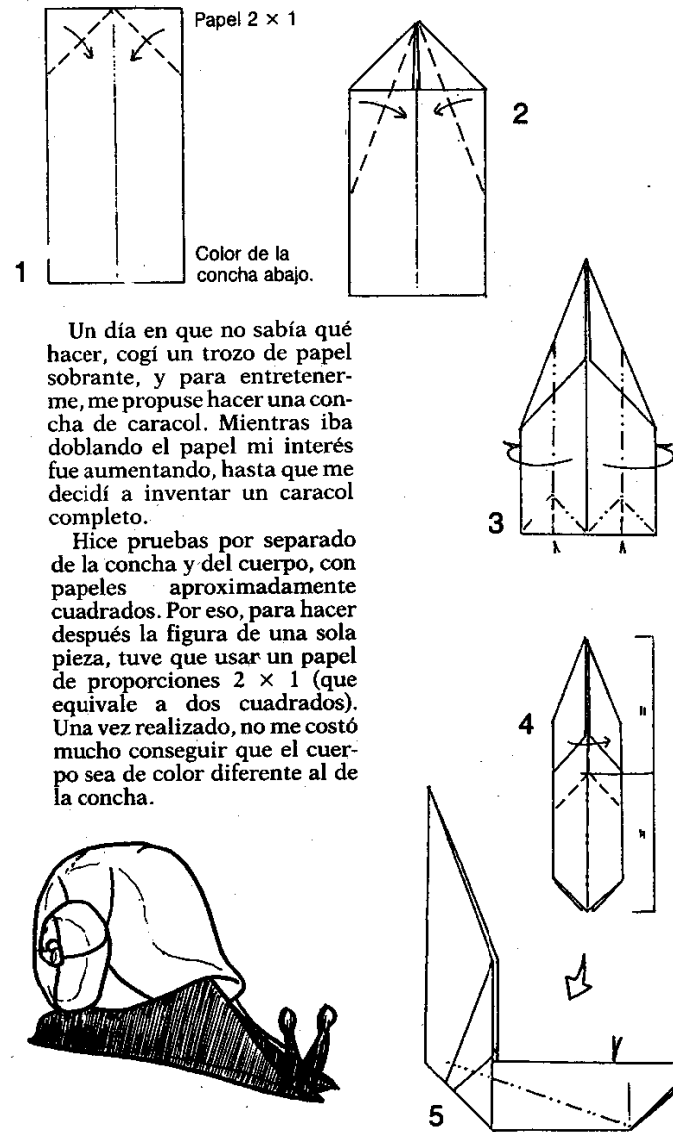 Papel 2 × 1
1
Color de la
concha abajo.
2
Un día en que no sabía qué
hacer, cogí un trozo de papel
sobrante, y para entretener-
me, me propuse hacer una con-
cha de caracol. Mientras iba
doblando el papel mi interés
fue aumentando, hasta que me
decidí a inventar un caracol
completo.
Hice pruebas por separado
de la concha y del cuerpo, con
papeles aproximadamente
cuadrados. Por eso, para hacer
después la figura de una sola
pieza, tuve que usar un papel
de proporciones 2 × 1 (que
equivale a dos cuadrados).
Una vez realizado, no me costó
mucho conseguir que el cuer-
po sea de color diferente al de
la concha.
3
4
5